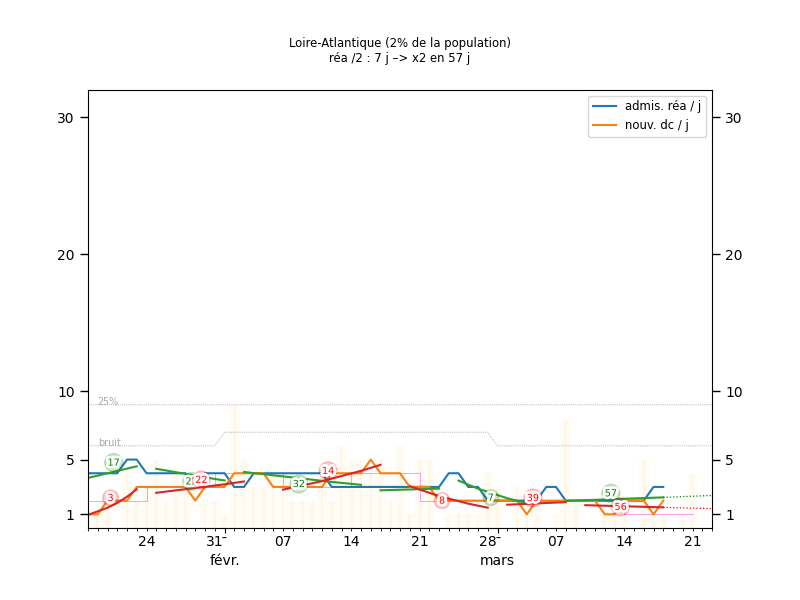 Loire-Atlantique (2% de la population)
réa /2 : 7 j –> x2 en 57 j
admis. réa / j
nouv. dc / j
30 30
20 20
10 10
25%
bruit
5 5
17 22 14 32 3 8 7 39 57 56
1 1
24 31 07 14 21 28 07 14 21
févr. mars